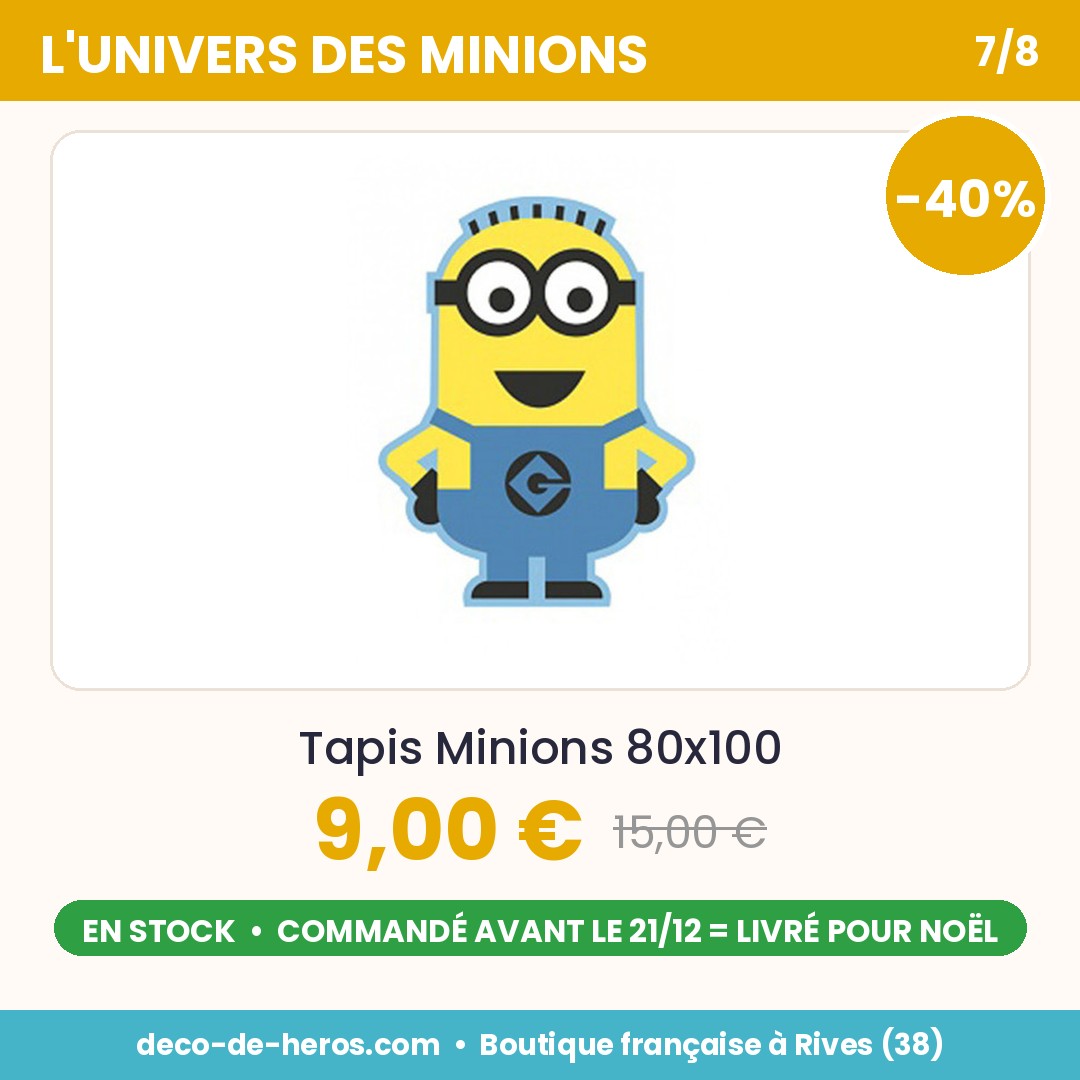 L'UNIVERS DES MINIONS
7/8
-40%
G
Tapis Minions 80x100
9,00 € 15,00 €
EN STOCK • COMMANDÉ AVANT LE 21/12 = LIVRÉ POUR NOËL
deco-de-heros.com • Boutique française à Rives (38)